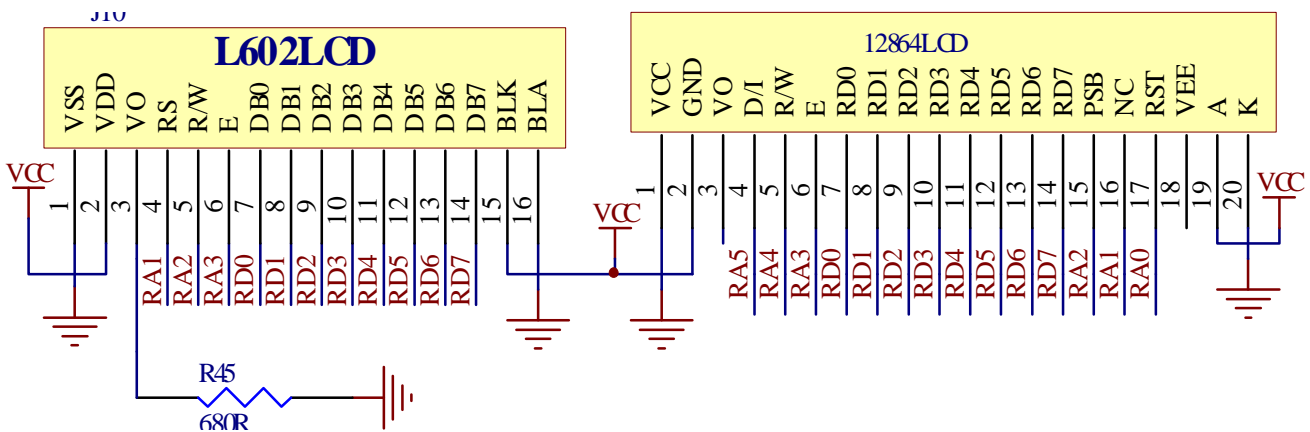 J10
L602LCD
VSS
VDD
VO
RS
R/W
E
DB0
DB1
DB2
DB3
DB4
DB5
DB6
DB7
BLK
BLA
1
2
3
4
5
6
7
8
9
10
11
12
13
14
15
16
VCC
RA1
RA2
RA3
RD0
RD1
RD2
RD3
RD4
RD5
RD6
RD7
R45
680R
12864LCD
VCC
GND
VO
D/I
R/W
E
RD0
RD1
RD2
RD3
RD4
RD5
RD6
RD7
PSB
NC
RST
VEE
A
K
1
2
3
4
5
6
7
8
9
10
11
12
13
14
15
16
17
18
19
20
VCC
VCC
RA5
RA4
RA3
RD0
RD1
RD2
RD3
RD4
RD5
RD6
RD7
RA2
RA1
RA0